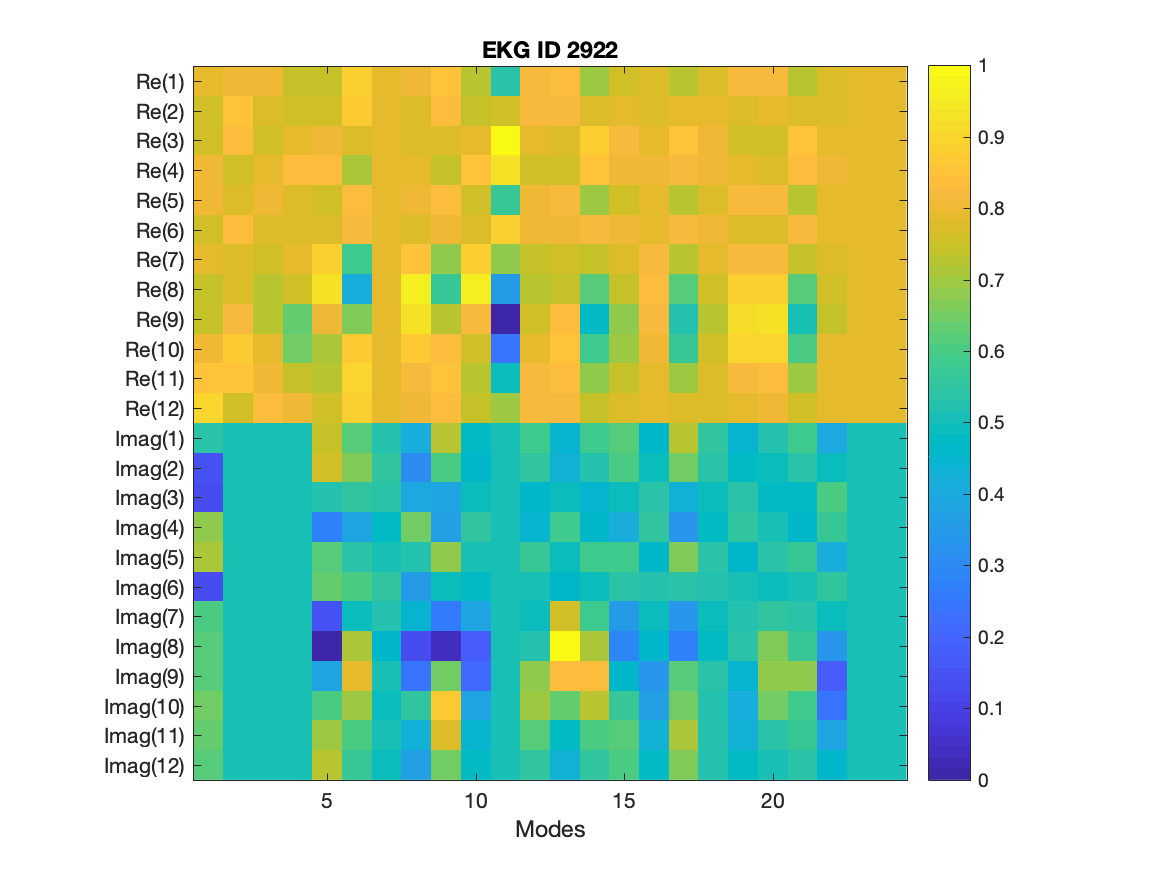 EKG ID 2922
Re(1)
Re(2)
Re(3)
Re(4)
Re(5)
Re(6)
Re(7)
Re(8)
Re(9)
Re(10)
Re(11)
Re(12)
Imag(1)
Imag(2)
Imag(3)
Imag(4)
Imag(5)
Imag(6)
Imag(7)
Imag(8)
Imag(9)
Imag(10)
Imag(11)
Imag(12)
5 10 15 20
Modes
1
0.9
0.8
0.7
0.6
0.5
0.4
0.3
0.2
0.1
0